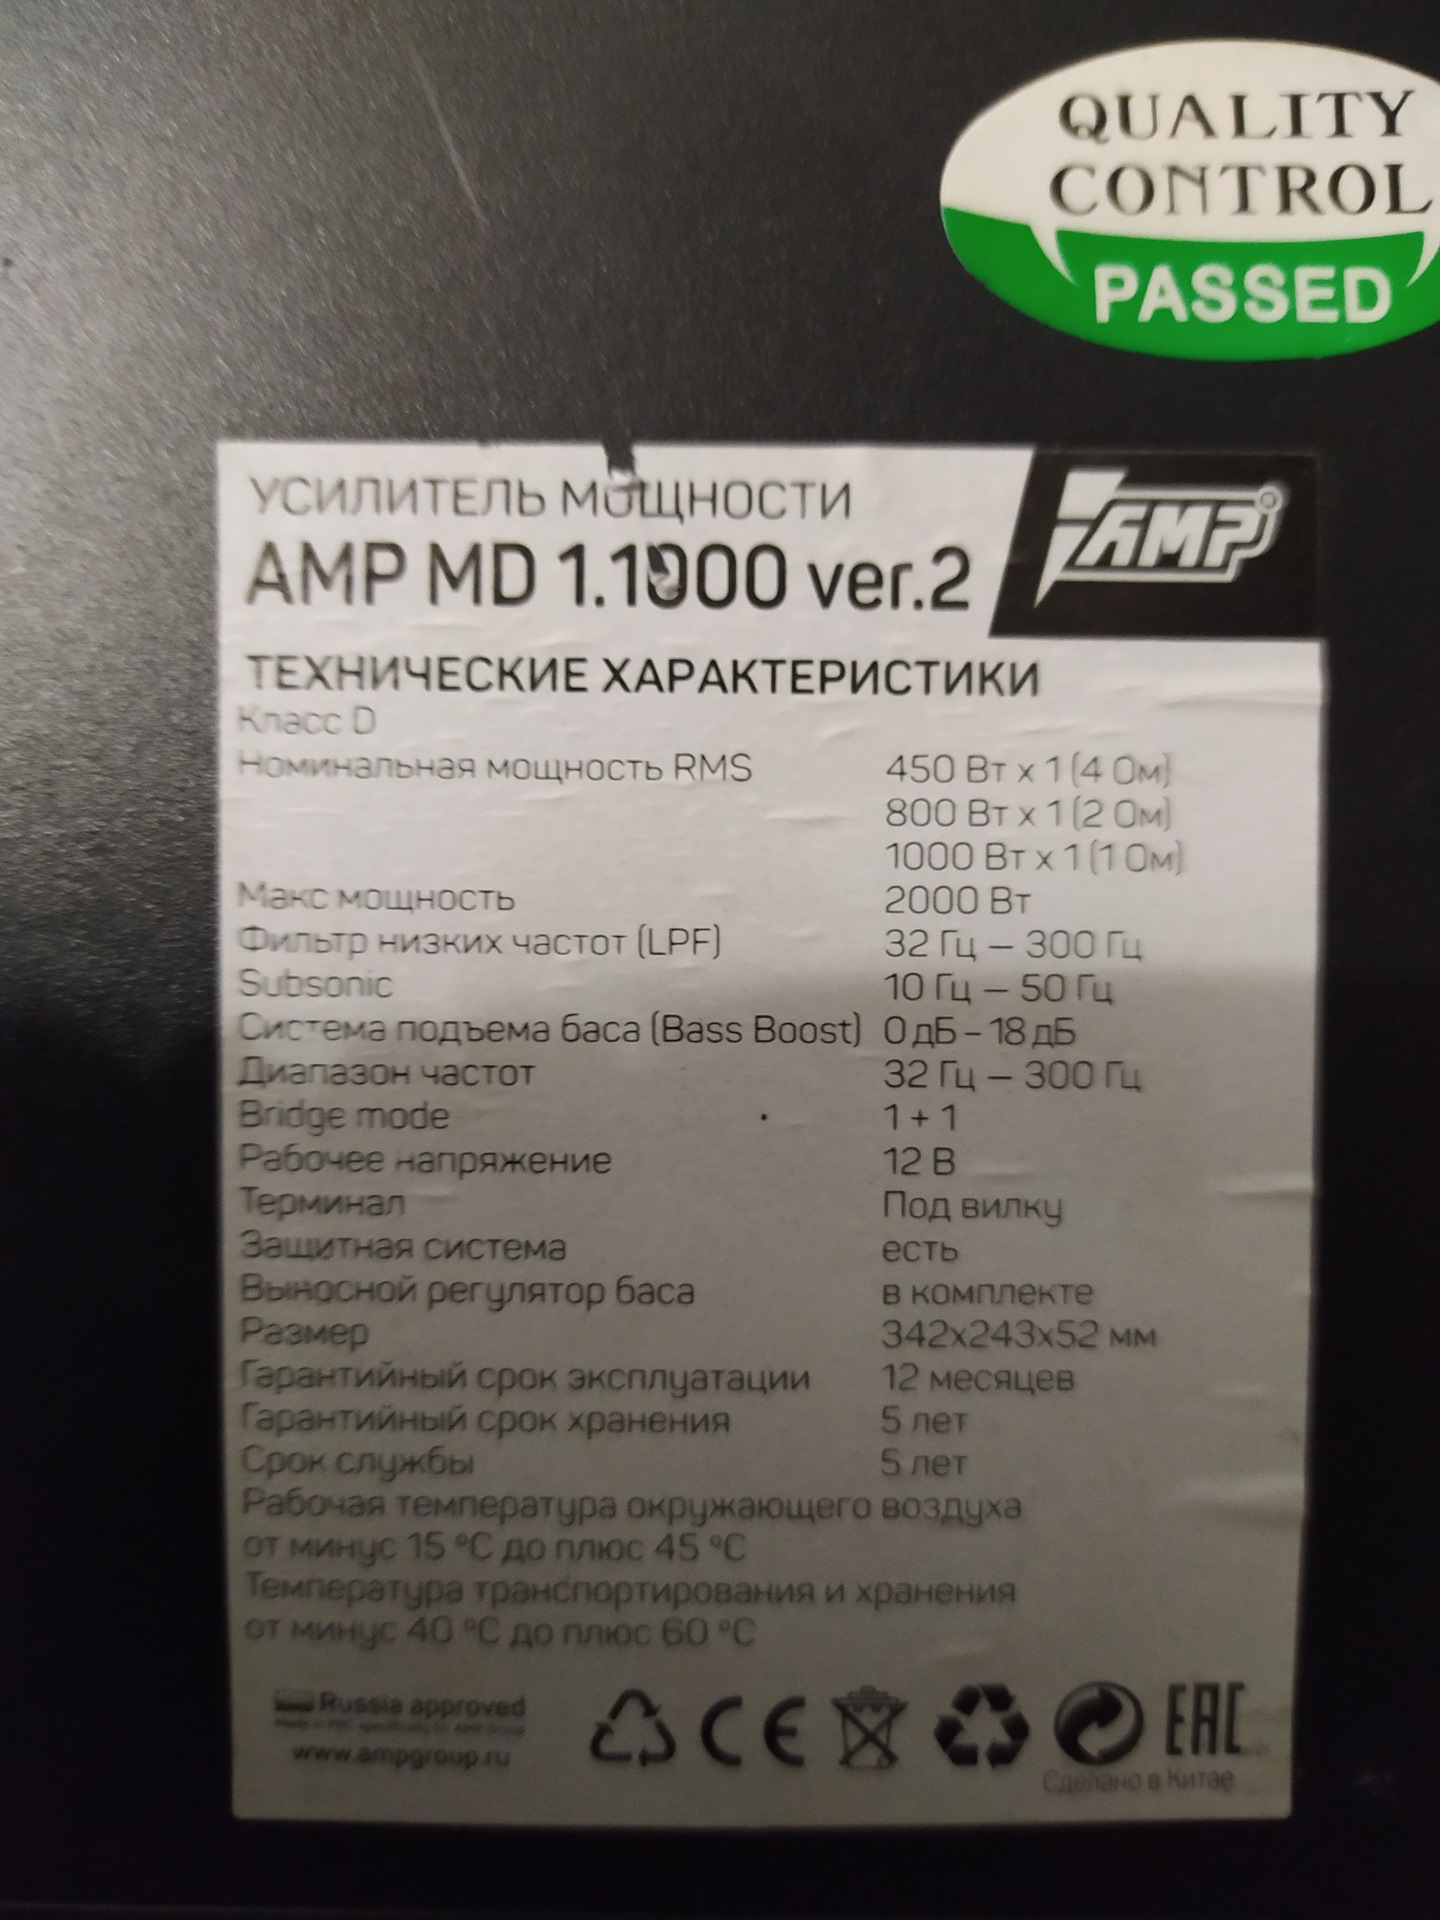 QUALITY
CONTROL
PASSED
УСИЛИТЕЛЬ МОЩНОСТИ
AMP MD 1.1000 ver.2
AMP
ТЕХНИЧЕСКИЕ ХАРАКТЕРИСТИКИ
Класс D
Номинальная мощность RMS 450 Вт x 1 (4 Ом)
800 Вт x 1 (2 Ом)
1000 Вт x 1 (1 Ом)
Макс мощность 2000 Вт
Фильтр низких частот (LPF) 32 Гц – 300 Гц
Subsonic 10 Гц – 50 Гц
Система подъема баса (Bass Boost) 0 дБ – 18 дБ
Диапазон частот 32 Гц – 300 Гц
Bridge mode 1 + 1
Рабочее напряжение 12 В
Терминал Под вилку
Защитная система есть
Выносной регулятор баса в комплекте
Размер 342x243x52 мм
Гарантийный срок эксплуатации 12 месяцев
Гарантийный срок хранения 5 лет
Срок службы 5 лет
Рабочая температура окружающего воздуха
от минус 15 °C до плюс 45 °C
Температура транспортирования и хранения
от минус 40 °C до плюс 60 °C
Russia approved
www.ampgroup.ru
CE
EAC
Сделано в Китае